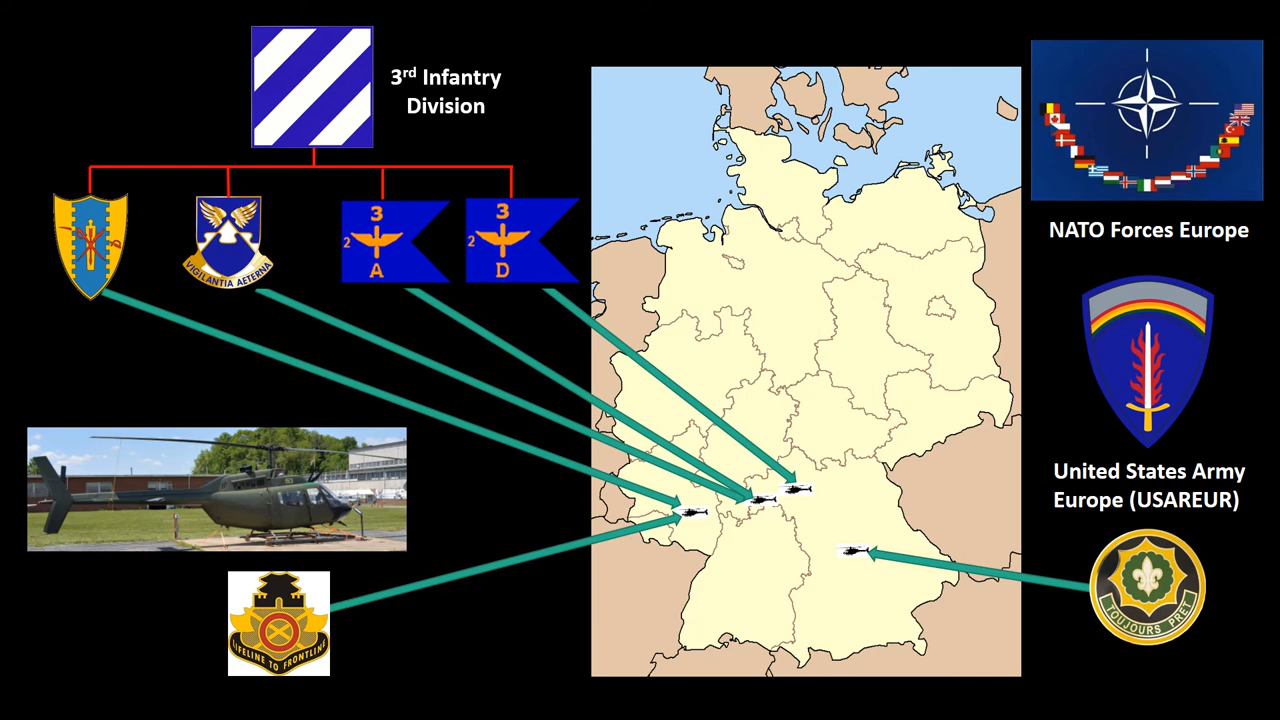 3rd Infantry
Division
VIGILANTIA AETERNA
3
2
A
3
2
D
NATO Forces Europe
United States Army
Europe (USAREUR)
LIFELINE TO FRONTLINE
TOUJOURS PRET